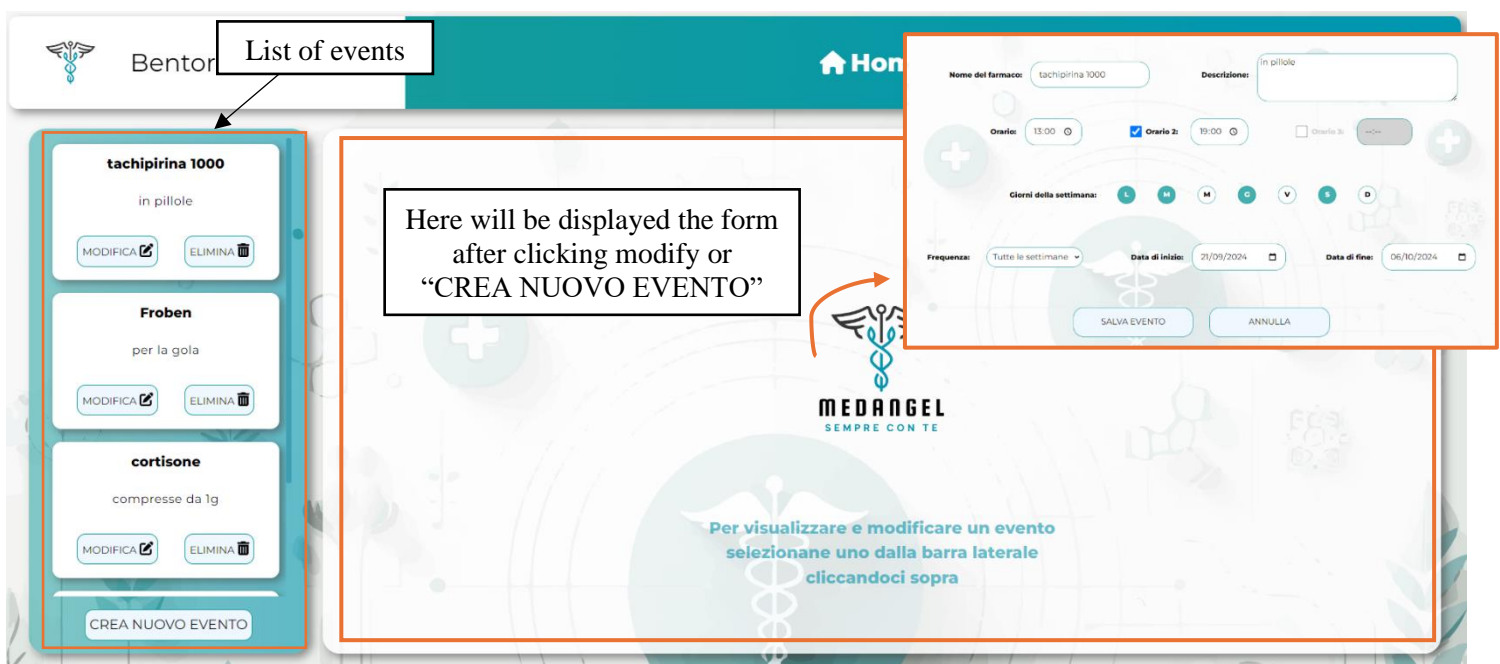 List of events
Home
tachipirina 1000
in pillole
MODIFICA
ELIMINA
Froben
per la gola
MODIFICA
ELIMINA
cortisone
compresse da 1g
MODIFICA
ELIMINA
CREA NUOVO EVENTO
Here will be displayed the form
after clicking modify or
“CREA NUOVO EVENTO”
MEDANGEL
SEMPRE CON TE
Per visualizzare e modificare un evento
selezionane uno dalla barra laterale
cliccandoci sopra
Nome del farmaco: tachipirina 1000 Descrizione: in pillole
Orario: 13:00 Orario 2: 19:00 Orario 3: --:--
Giorni della settimana: L M M G V S D
Frequenza: Tutte le settimane Data di inizio: 21/09/2024 Data di fine: 06/10/2024
SALVA EVENTO ANNULLA